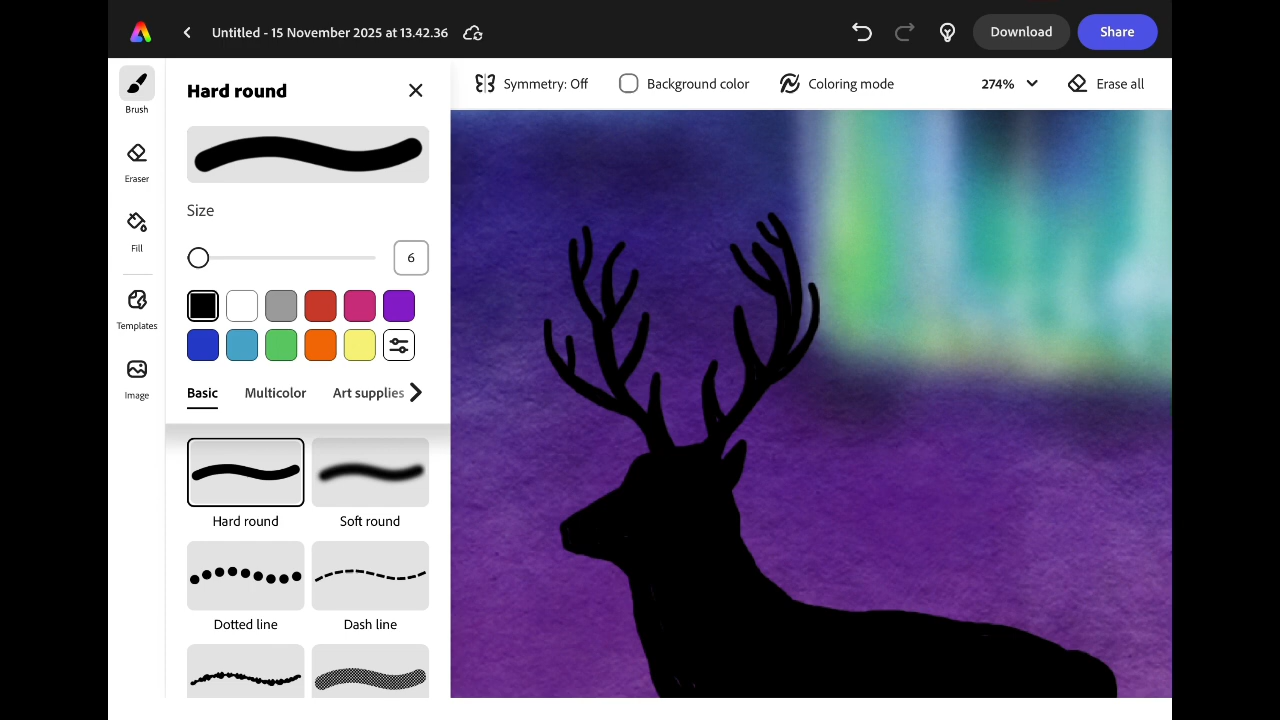 Untitled - 15 November 2025 at 13.42.36
Download
Share
Brush
Eraser
Fill
Templates
Image
Hard round
Size
6
Basic
Multicolor
Art supplies
Hard round
Soft round
Dotted line
Dash line
Symmetry: Off
Background color
Coloring mode
274%
Erase all